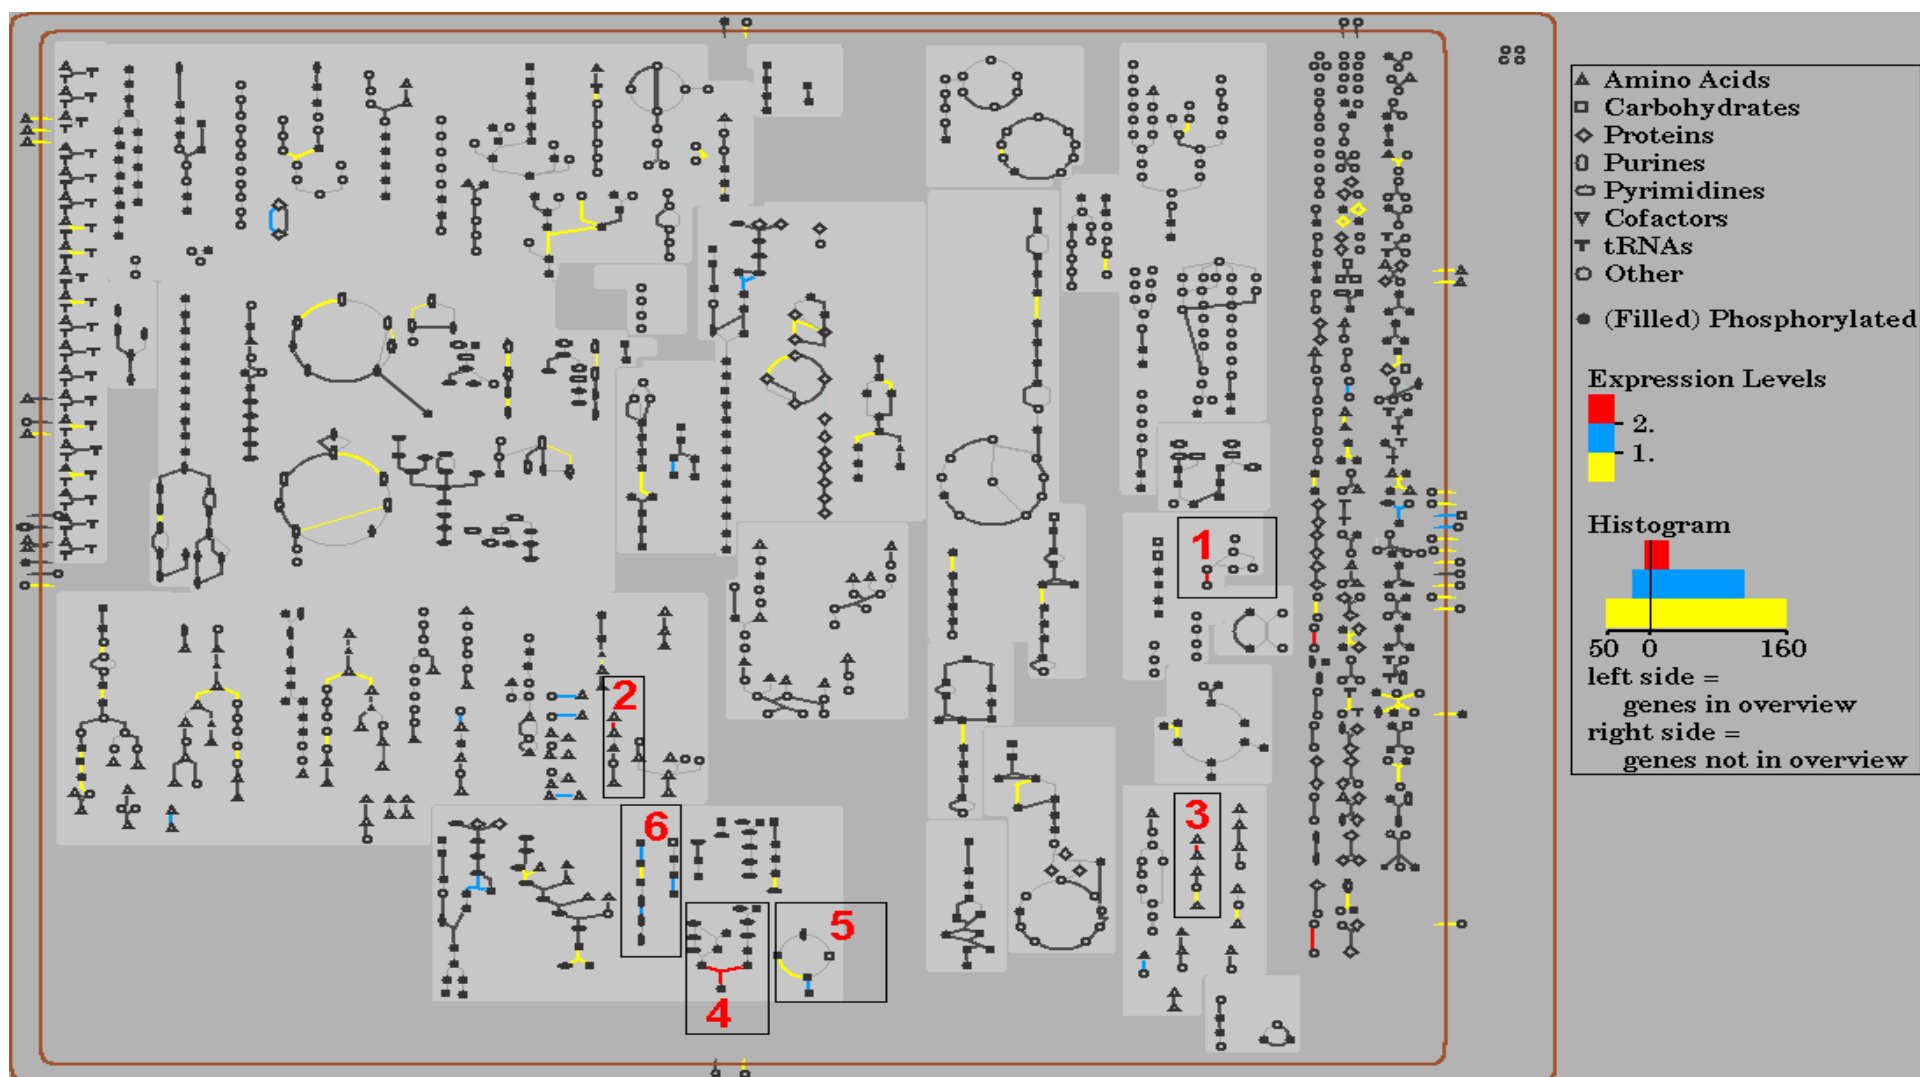 Amino Acids
Carbohydrates
Proteins
Purines
Pyrimidines
Cofactors
tRNAs
Other
(Filled) Phosphorylated
Expression Levels
2.
1.
Histogram
50 0 160
left side =
genes in overview
right side =
genes not in overview
1
2
3
6
5
4